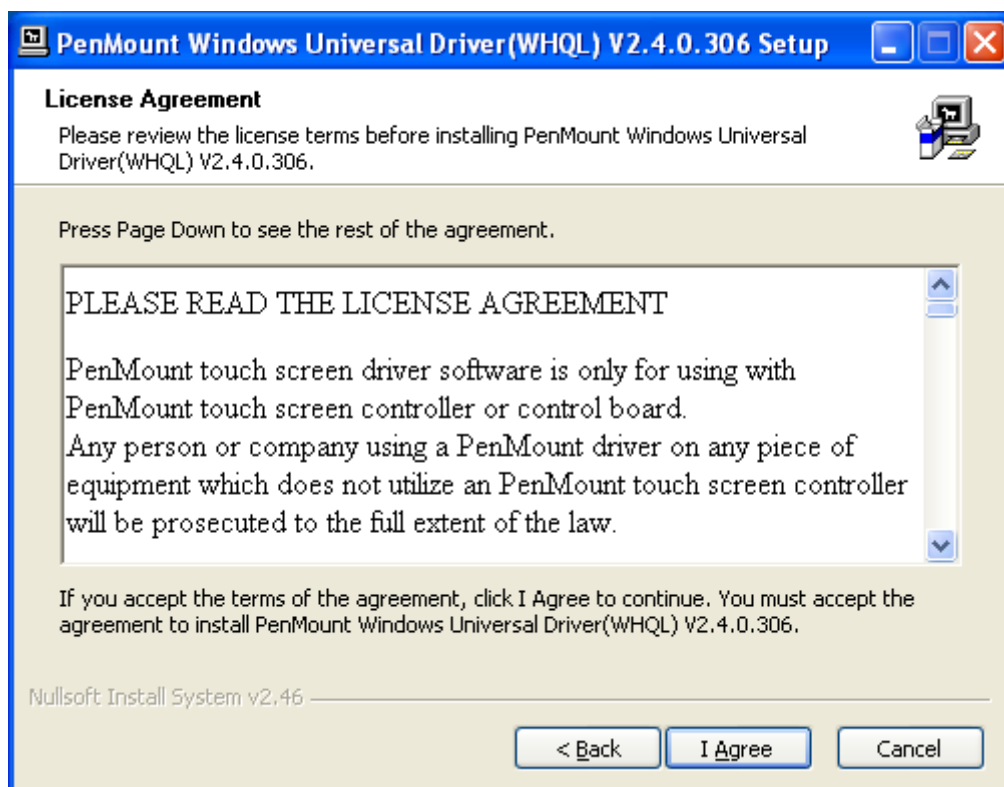 PenMount Windows Universal Driver(WHQL) V2.4.0.306 Setup
License Agreement
Please review the license terms before installing PenMount Windows Universal
Driver(WHQL) V2.4.0.306.
Press Page Down to see the rest of the agreement.
PLEASE READ THE LICENSE AGREEMENT
PenMount touch screen driver software is only for using with
PenMount touch screen controller or control board.
Any person or company using a PenMount driver on any piece of
equipment which does not utilize an PenMount touch screen controller
will be prosecuted to the full extent of the law.
If you accept the terms of the agreement, click I Agree to continue. You must accept the
agreement to install PenMount Windows Universal Driver(WHQL) V2.4.0.306.
Nullsoft Install System v2.46
< Back
I Agree
Cancel